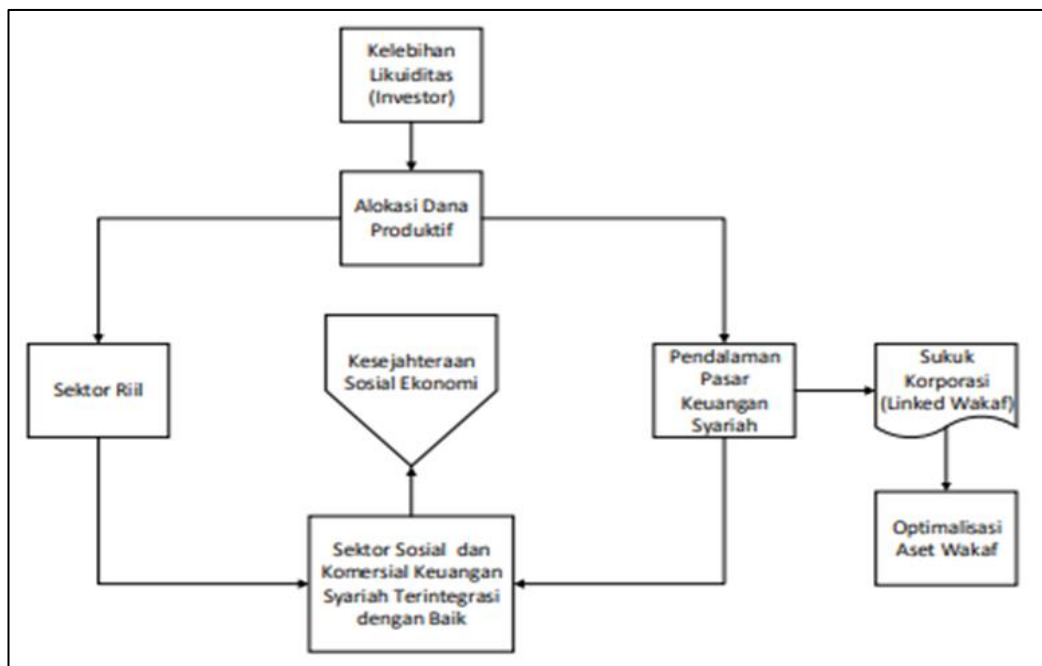 Kelebihan
Likuiditas
(Investor)
Alokasi Dana
Produktif
Sektor Riil
Kesejahteraan
Sosial Ekonomi
Pendalaman
Pasar
Keuangan
Syariah
Sukuk
Korporasi
(Linked Wakaf)
Optimalisasi
Aset Wakaf
Sektor Sosial dan
Komersial Keuangan
Syariah Terintegrasi
dengan Baik